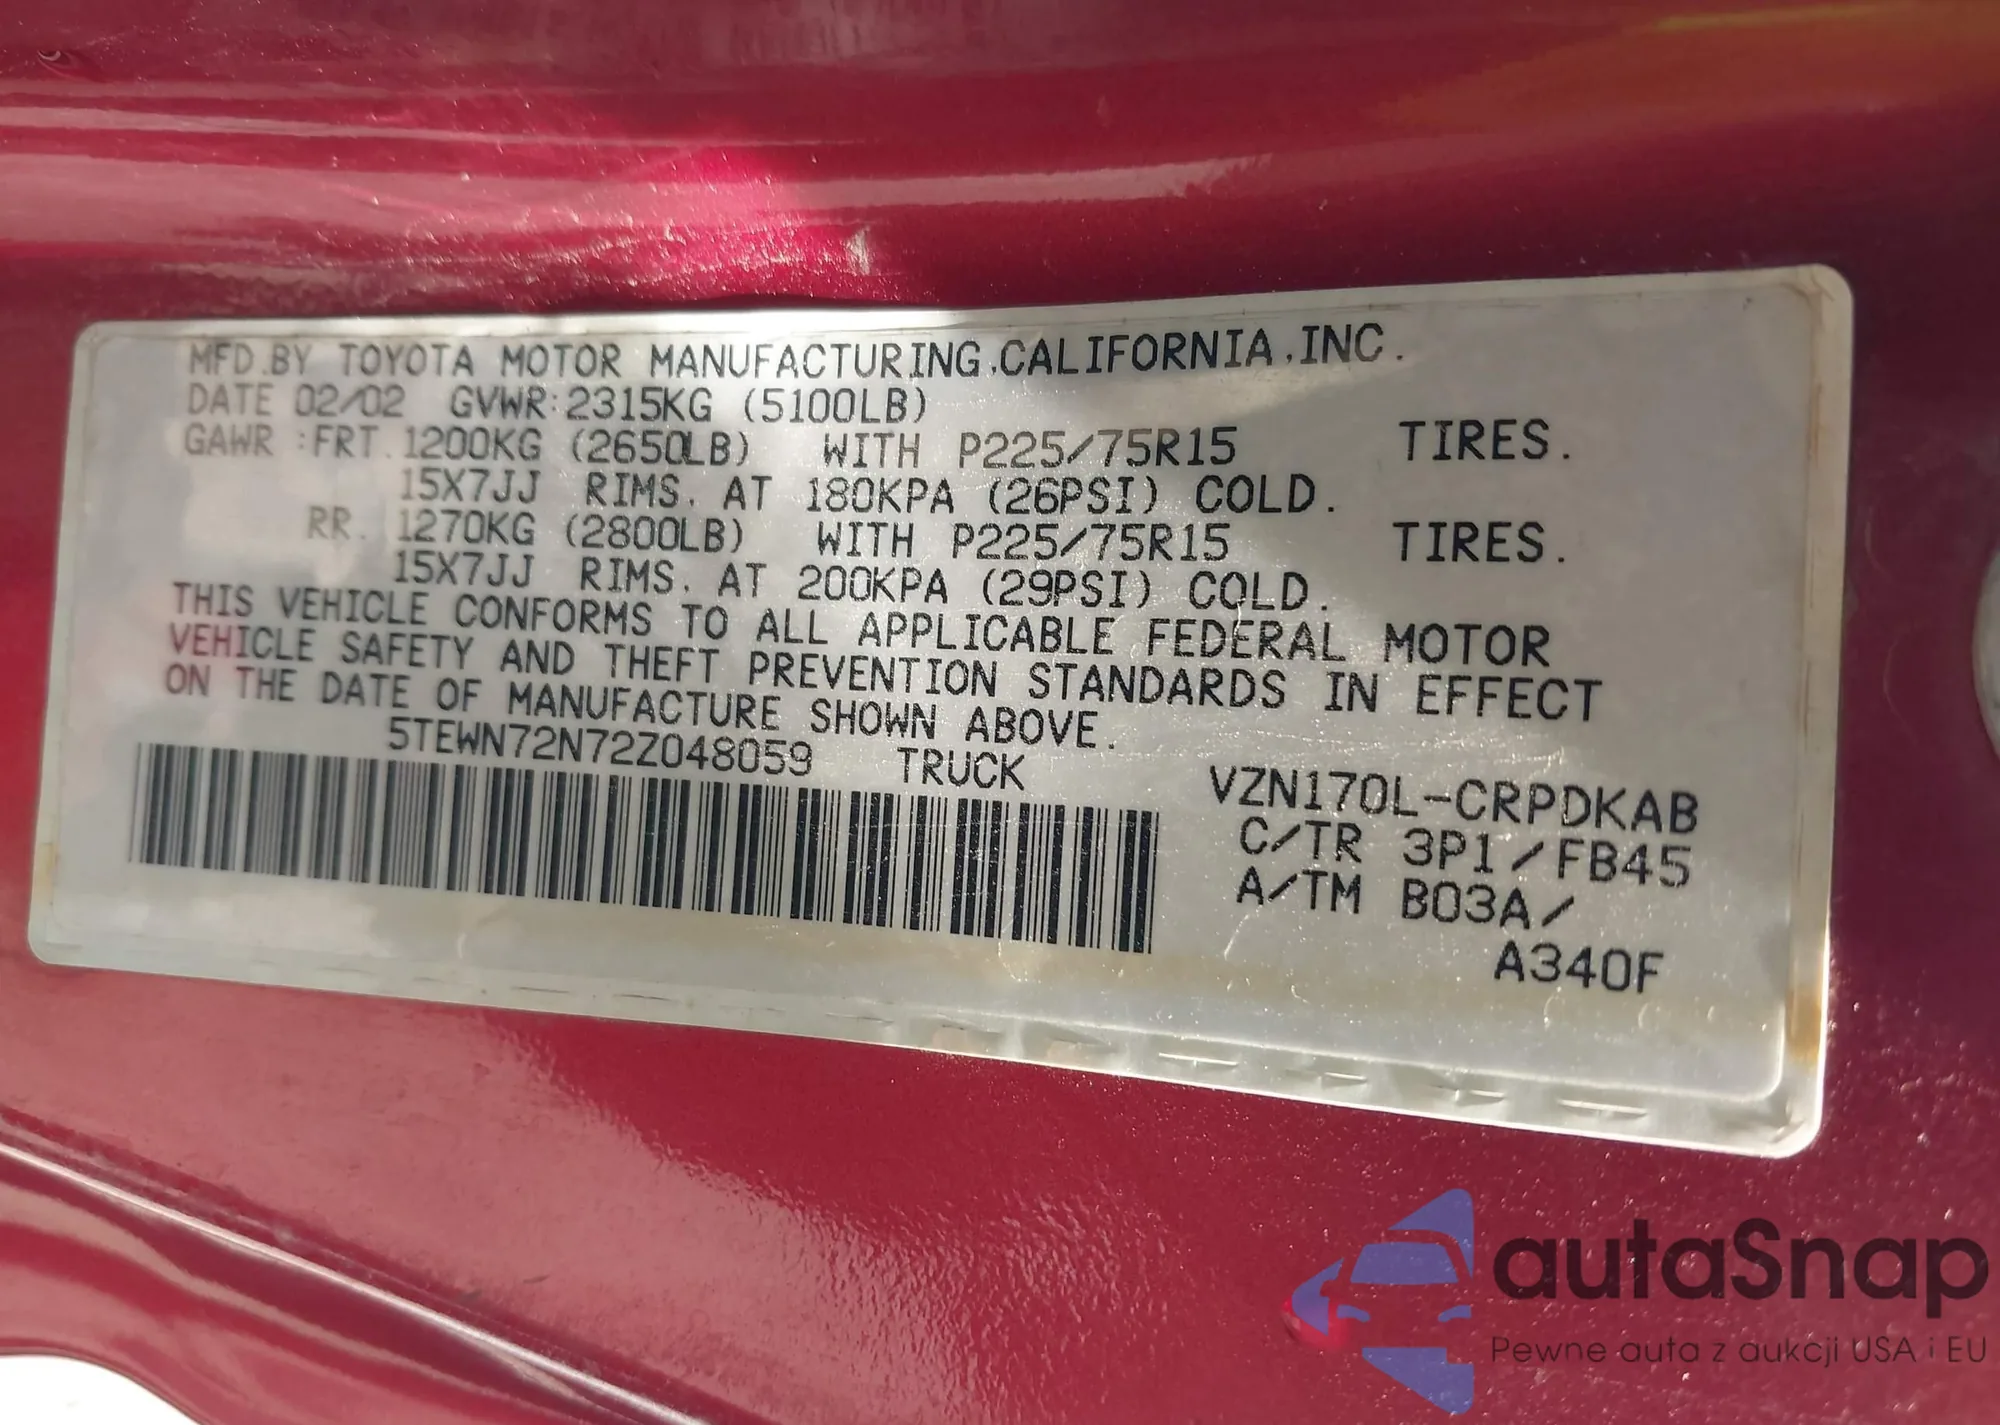 MFD.BY TOYOTA MOTOR MANUFACTURING,CALIFORNIA,INC.
DATE 02/02 GVWR:2315KG (5100LB)
GAWR :FRT. 1200KG (2650LB) WITH P225/75R15 TIRES.
15X7JJ RIMS. AT 180KPA (26PSI) COLD.
RR. 1270KG (2800LB) WITH P225/75R15 TIRES.
15X7JJ RIMS. AT 200KPA (29PSI) COLD.
THIS VEHICLE CONFORMS TO ALL APPLICABLE FEDERAL MOTOR
VEHICLE SAFETY AND THEFT PREVENTION STANDARDS IN EFFECT
ON THE DATE OF MANUFACTURE SHOWN ABOVE.
5TEWN72N72Z048059 TRUCK
VZN170L-CRPDKAB
C/TR 3P1/FB45
A/TM B03A/
A340F
autaSnap
Pewne auta z aukcji USA i EU